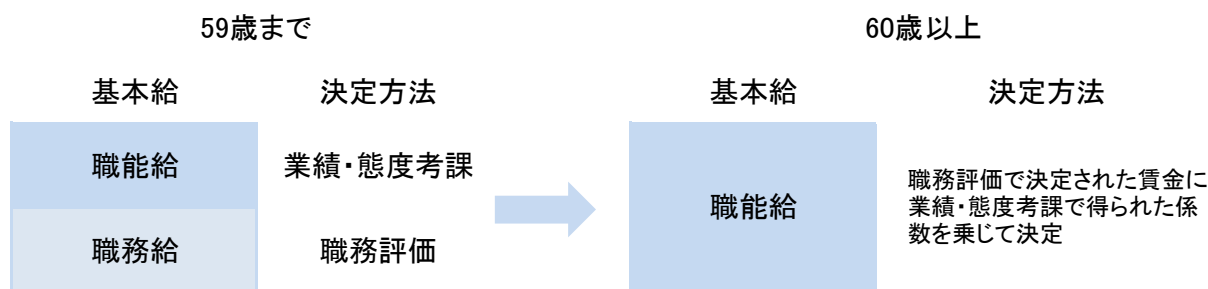 59歳まで
60歳以上
基本給
決定方法
基本給
決定方法
職能給
業績・態度考課
職務給
職務評価
職能給
職務評価で決定された賃金に
業績・態度考課で得られた係
数を乗じて決定